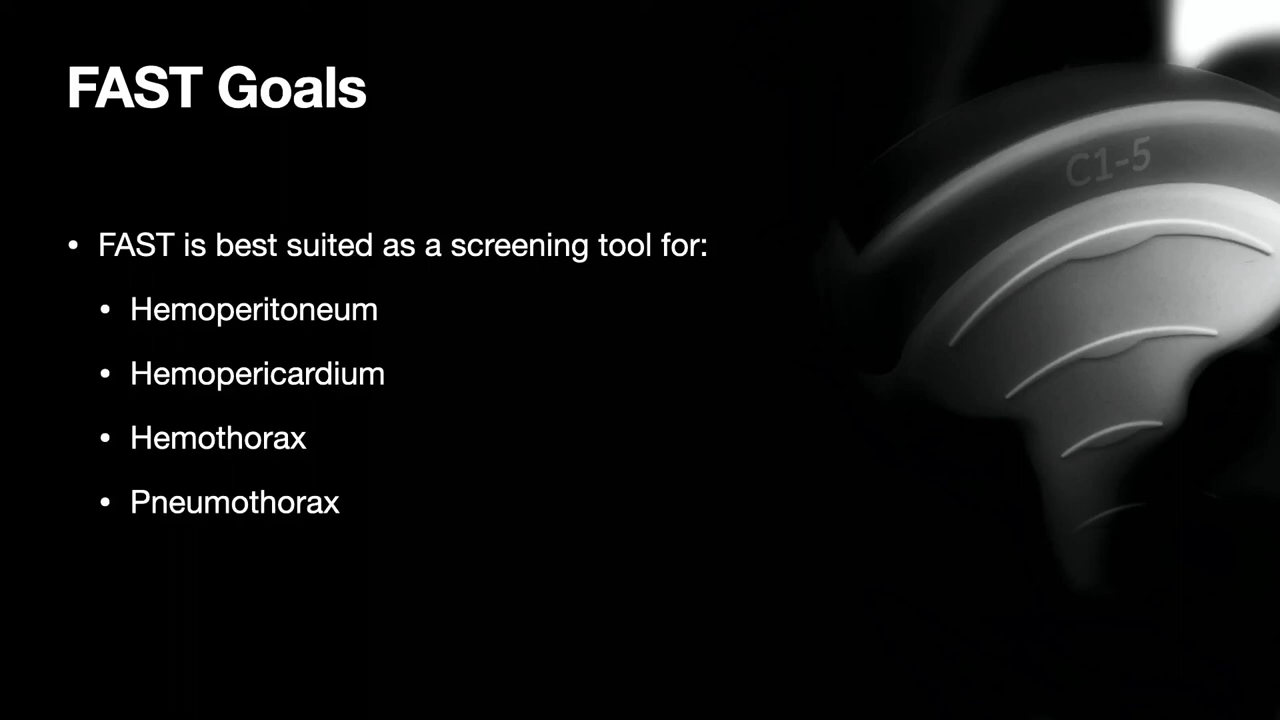 FAST Goals
C1-5
• FAST is best suited as a screening tool for:
• Hemoperitoneum
• Hemopericardium
• Hemothorax
• Pneumothorax